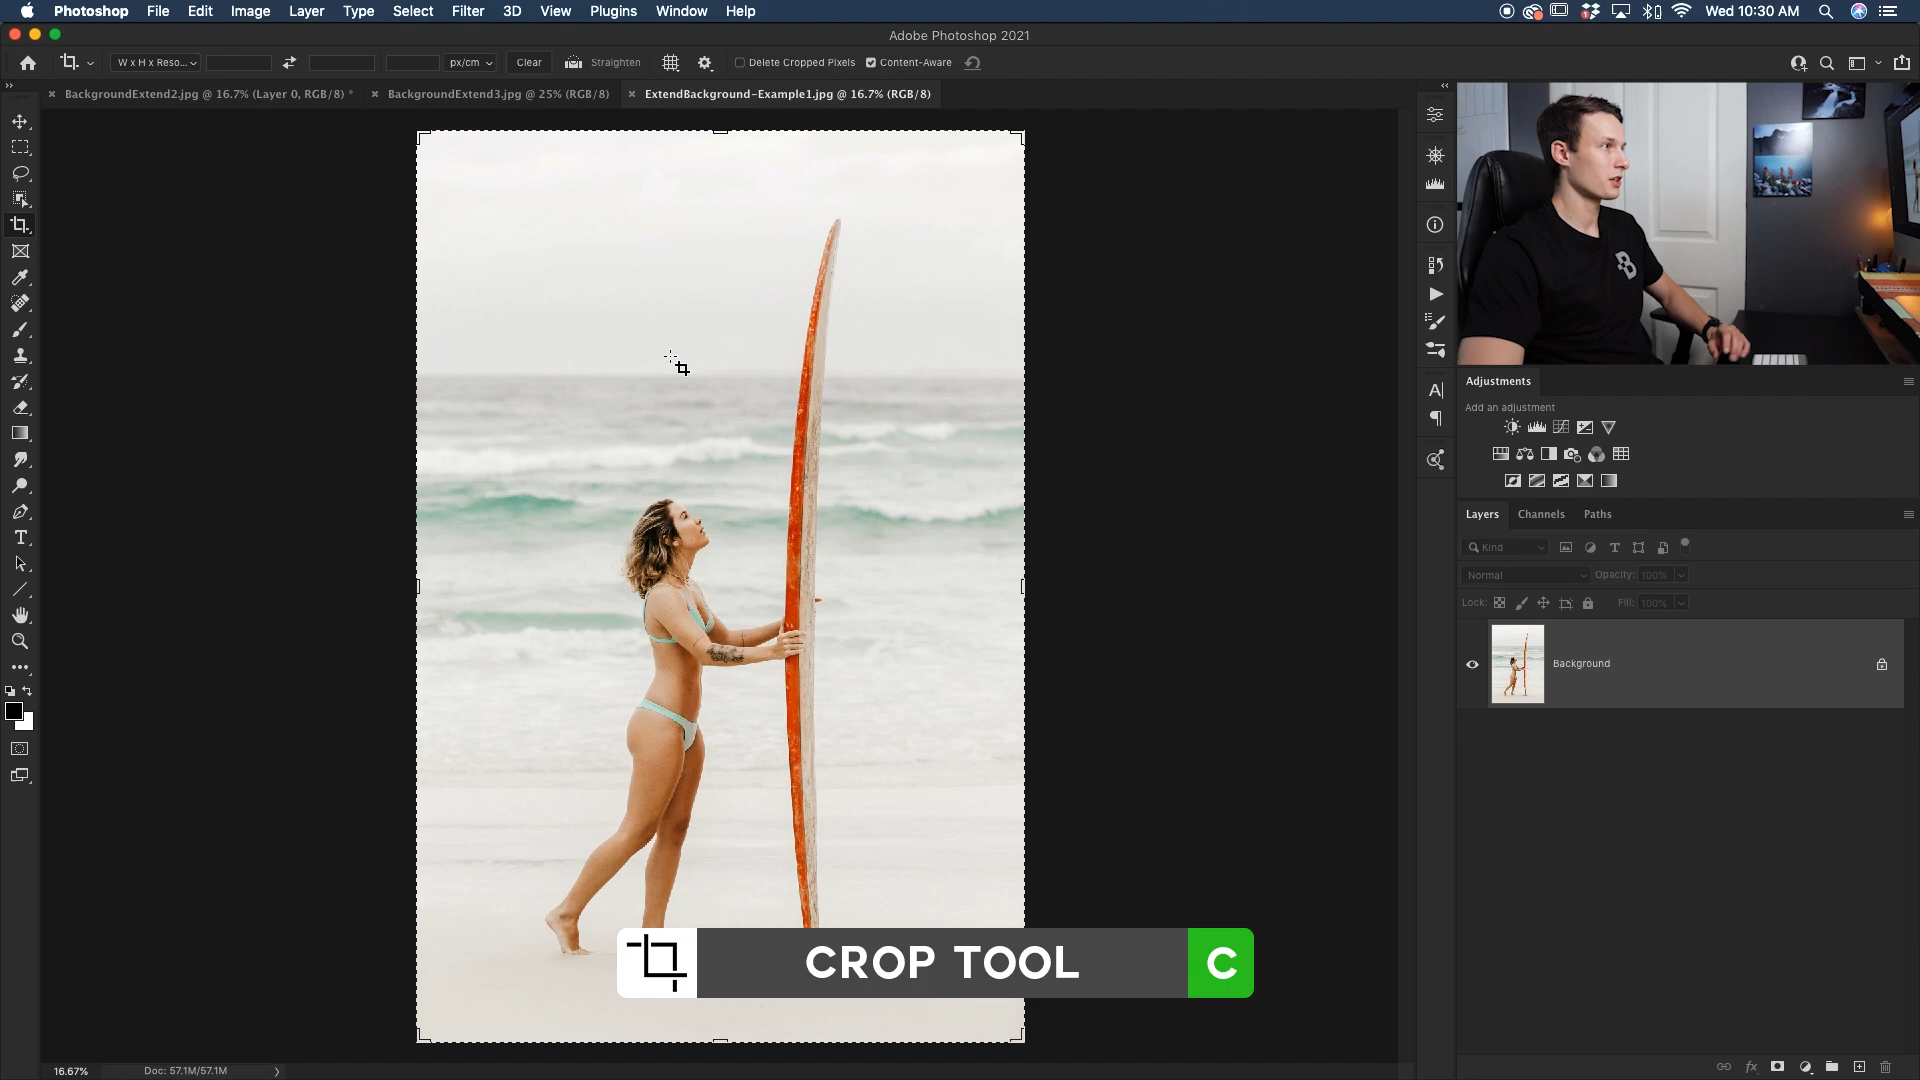 Photoshop File Edit Image Layer Type Select Filter 3D View Plugins Window Help Wed 10:30 AM
Adobe Photoshop 2021
W x H x Reso... px/cm Clear Straighten Delete Cropped Pixels Content-Aware
BackgroundExtend2.jpg @ 16.7% (Layer 0, RGB/8) * BackgroundExtend3.jpg @ 25% (RGB/8) ExtendBackground-Example1.jpg @ 16.7% (RGB/8)
Adjustments
Add an adjustment
Layers Channels Paths
Kind
Normal Opacity: 100%
Lock: Fill: 100%
Background
CROP TOOL C
16.67% Doc: 57.1M/57.1M